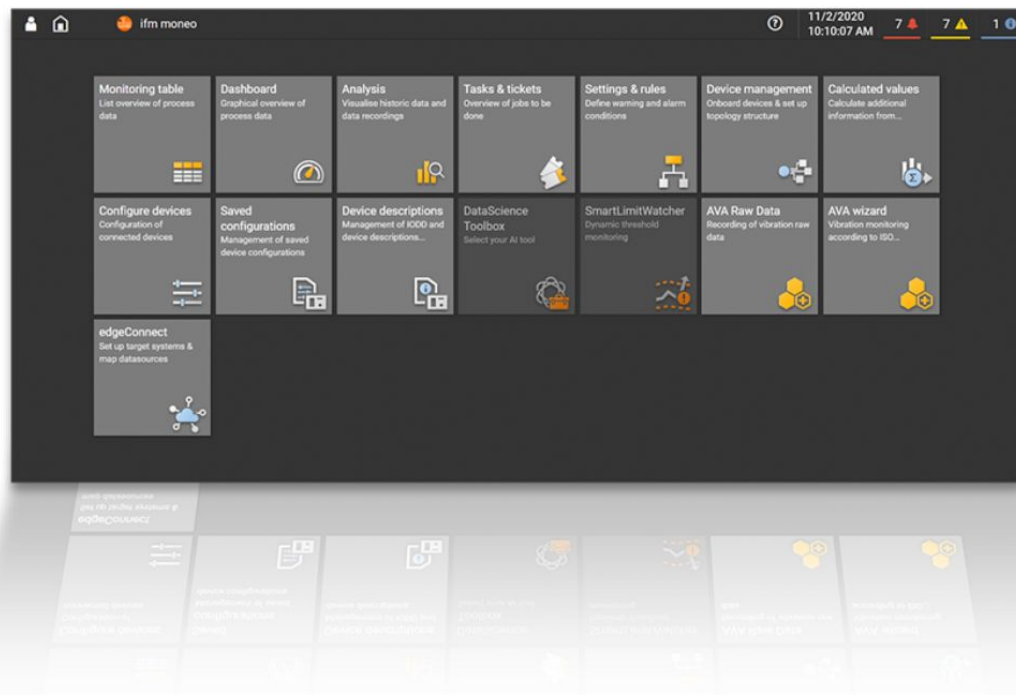 ifm moneo
11/2/2020
10:10:07 AM
7
7
1
Monitoring table
List overview of process
data
Dashboard
Graphical overview of
process data
Analysis
Visualise historic data and
data recordings
Tasks & tickets
Overview of jobs to be
done
Settings & rules
Define warning and alarm
conditions
Device management
Onboard devices & set up
topology structure
Calculated values
Calculate additional
information from...
Configure devices
Configuration of
connected devices
Saved
configurations
Management of saved
device configurations
Device descriptions
Management of IODD and
device descriptions...
DataScience
Toolbox
Select your AI tool
SmartLimitWatcher
Dynamic threshold
monitoring
AVA Raw Data
Recording of vibration raw
data
AVA wizard
Vibration monitoring
according to ISO...
edgeConnect
Set up target systems &
map datasources